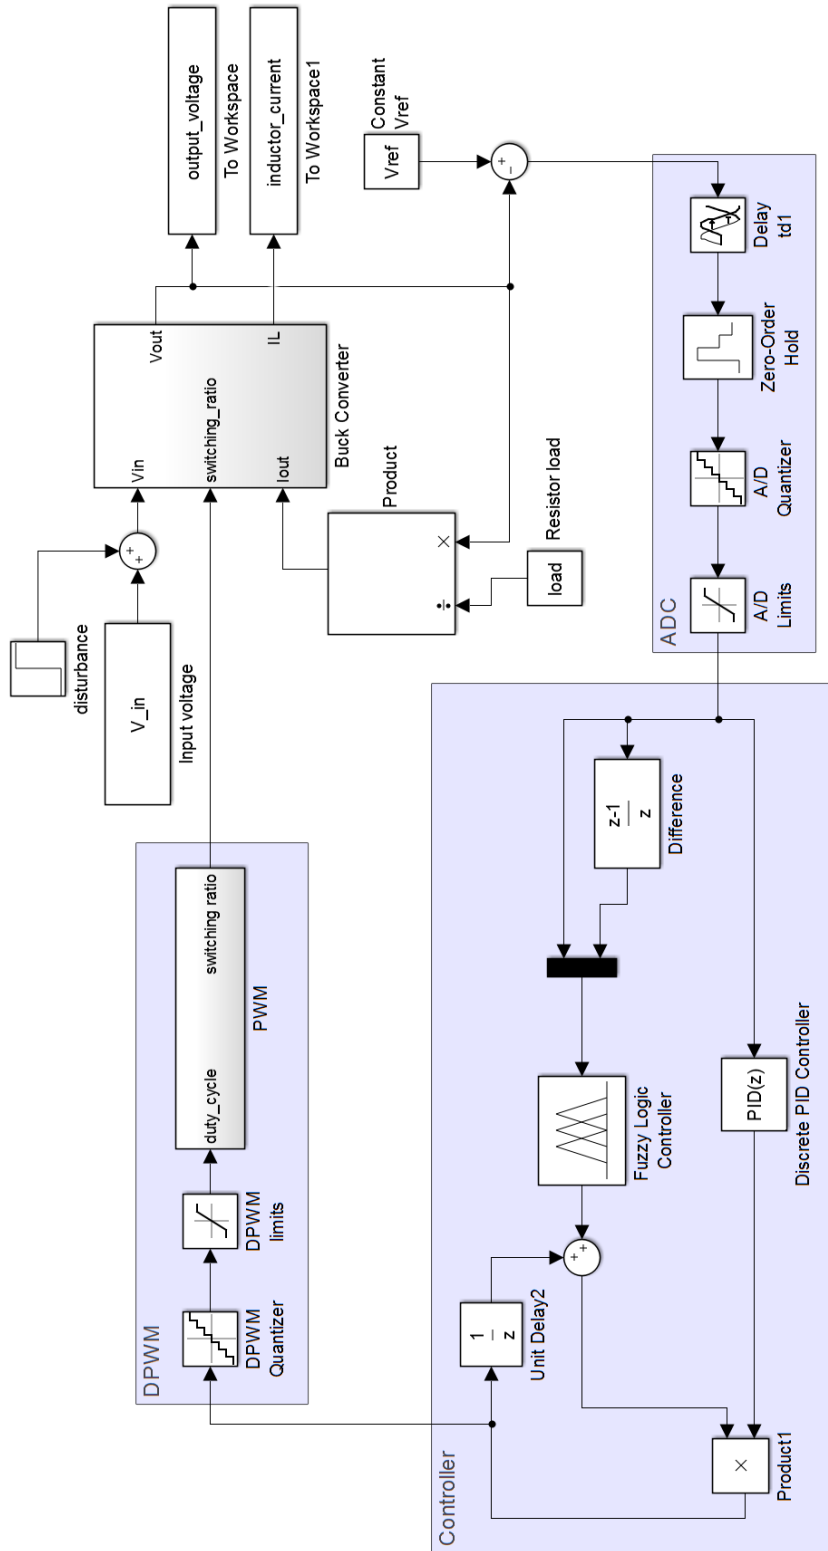 disturbance
V_in
Input voltage
Vin
switching_ratio
Iout
Vout
IL
Buck Converter
output_voltage
To Workspace
inductor_current
To Workspace1
Vref
Constant
Vref
+
−
+
+
Product
÷
×
load
Resistor load
DPWM
DPWM
Quantizer
DPWM
limits
duty_cycle
switching ratio
PWM
Controller
1
z
Unit Delay2
+
+
Fuzzy Logic
Controller
z-1
z
Difference
×
Product1
PID(z)
Discrete PID Controller
ADC
A/D
Limits
A/D
Quantizer
Zero-Order
Hold
Delay
td1